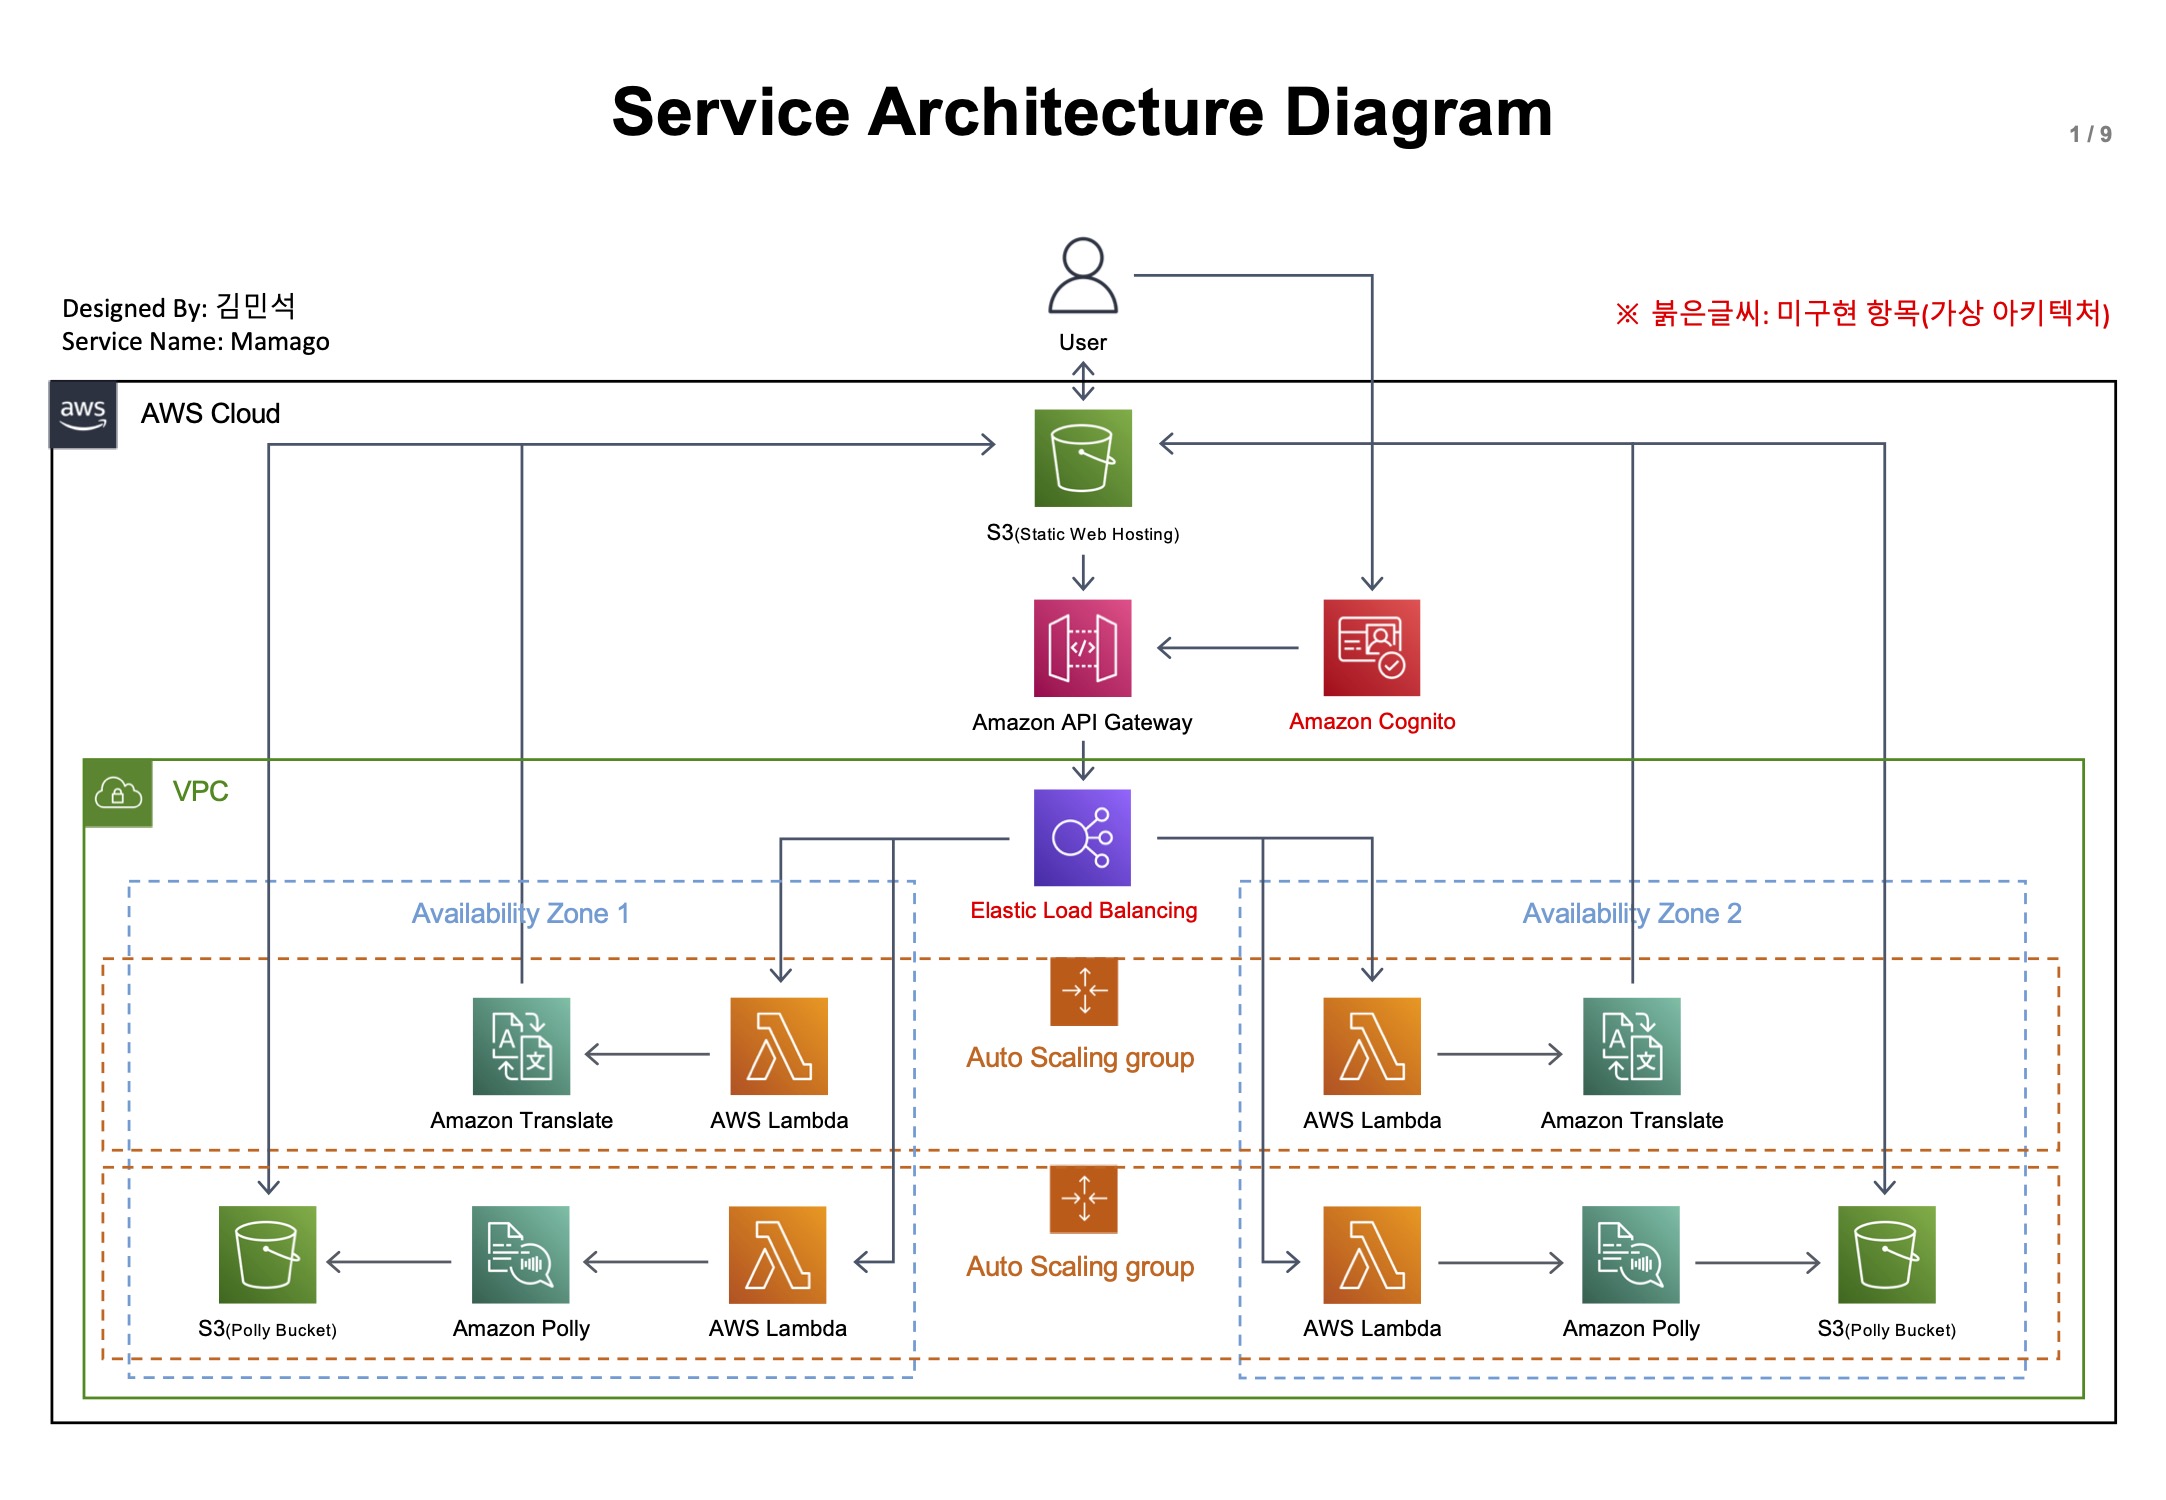 Service Architecture Diagram
1 / 9
Designed By: 김민석
Service Name: Mamago
※ 붉은글씨: 미구현 항목(가상 아키텍처)
User
aws
AWS Cloud
S3(Static Web Hosting)
Amazon API Gateway
Amazon Cognito
VPC
Elastic Load Balancing
Availability Zone 1
Availability Zone 2
Auto Scaling group
A
文
A
文
Amazon Translate
AWS Lambda
AWS Lambda
Amazon Translate
Auto Scaling group
S3(Polly Bucket)
Amazon Polly
AWS Lambda
AWS Lambda
Amazon Polly
S3(Polly Bucket)